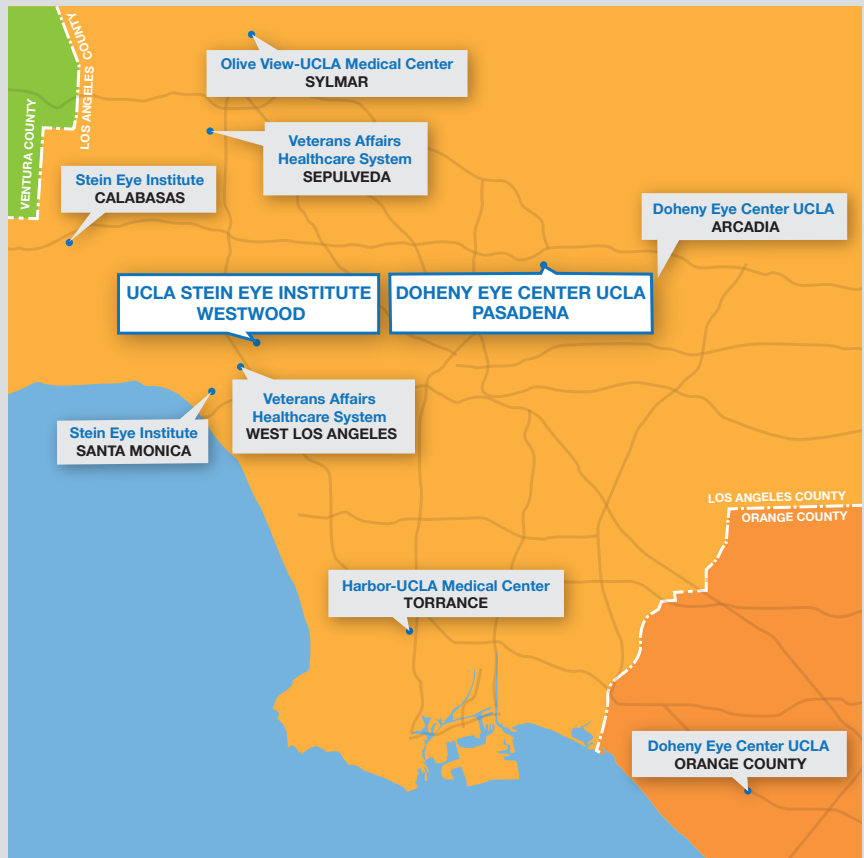 VENTURA COUNTY
LOS ANGELES COUNTY
Olive View-UCLA Medical Center
SYLMAR
Veterans Affairs
Healthcare System
SEPULVEDA
Stein Eye Institute
CALABASAS
Doheny Eye Center UCLA
ARCADIA
UCLA STEIN EYE INSTITUTE
WESTWOOD
DOHENY EYE CENTER UCLA
PASADENA
Veterans Affairs
Healthcare System
WEST LOS ANGELES
Stein Eye Institute
SANTA MONICA
LOS ANGELES COUNTY
ORANGE COUNTY
Harbor-UCLA Medical Center
TORRANCE
Doheny Eye Center UCLA
ORANGE COUNTY